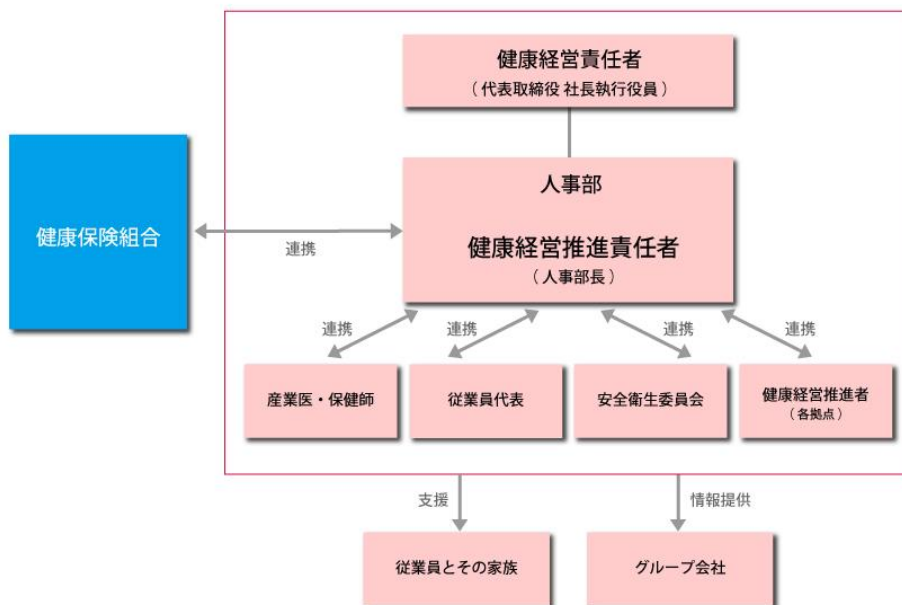 健康経営責任者
（代表取締役 社長執行役員）
人事部
健康経営推進責任者
（人事部長）
健康保険組合
連携
連携
連携
連携
連携
産業医・保健師
従業員代表
安全衛生委員会
健康経営推進者
（各拠点）
支援
情報提供
従業員とその家族
グループ会社